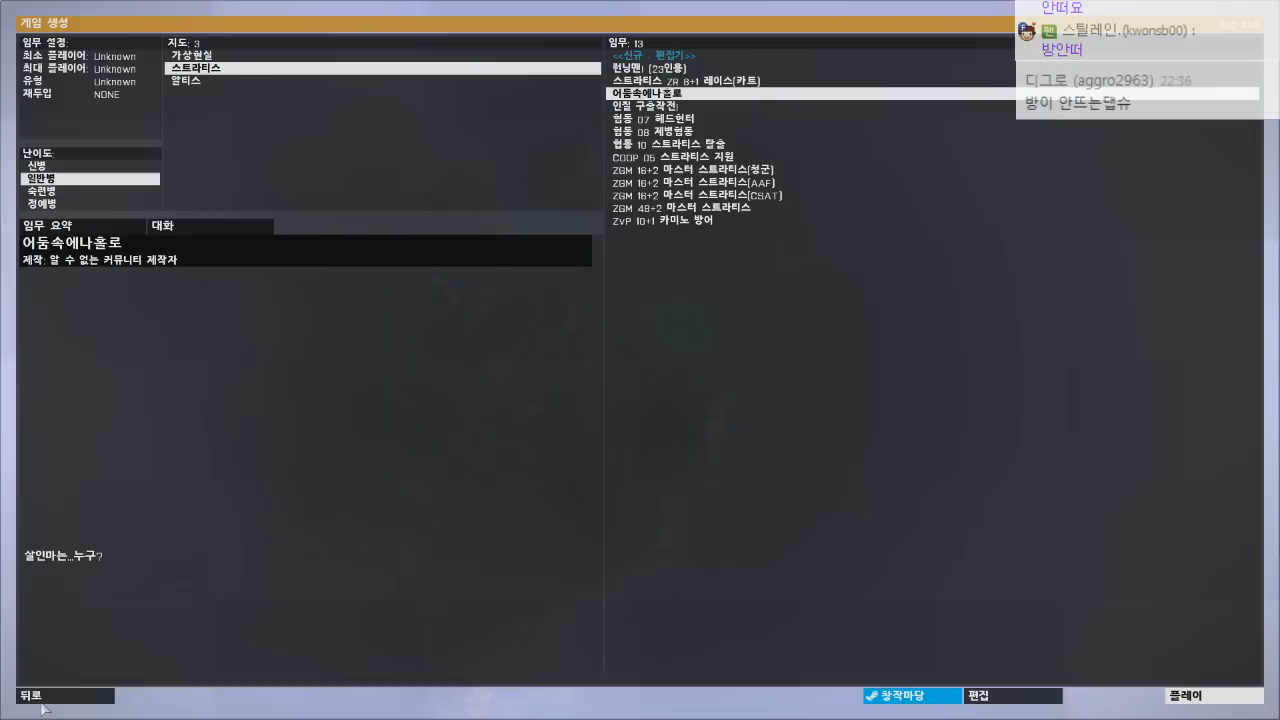 게임 생성
임무 설정:
최소 플레이어: Unknown
최대 플레이어: Unknown
유형 Unknown
재투입 NONE
난이도:
신병
일반병
숙련병
정예병
지도: 3
가상현실
스트라티스
알티스
임무: 13
<<신규 - 편집기>>
런닝맨! (23인용)
스트라티스 ZR 8+1 레이스(카트)
어둠속에나홀로
인질 구출작전!
협동 07 헤드헌터
협동 08 제병협동
협동 10 스트라티스 탈출
COOP 05 스트라티스 지원
ZGM 16+2 마스터 스트라티스(청군)
ZGM 16+2 마스터 스트라티스(AAF)
ZGM 16+2 마스터 스트라티스(CSAT)
ZGM 48+2 마스터 스트라티스
ZvP 10+1 카미노 방어
임무 요약 대화
어둠속에나홀로
제작: 알 수 없는 커뮤니티 제작자
살인마는...누구?
뒤로
창작마당
편집
플레이
안떠요
팬 스틸레인.(kwonsb00) :
방안떠
디그로 (aggro2963) 22:36
방이 안뜨는댑슈